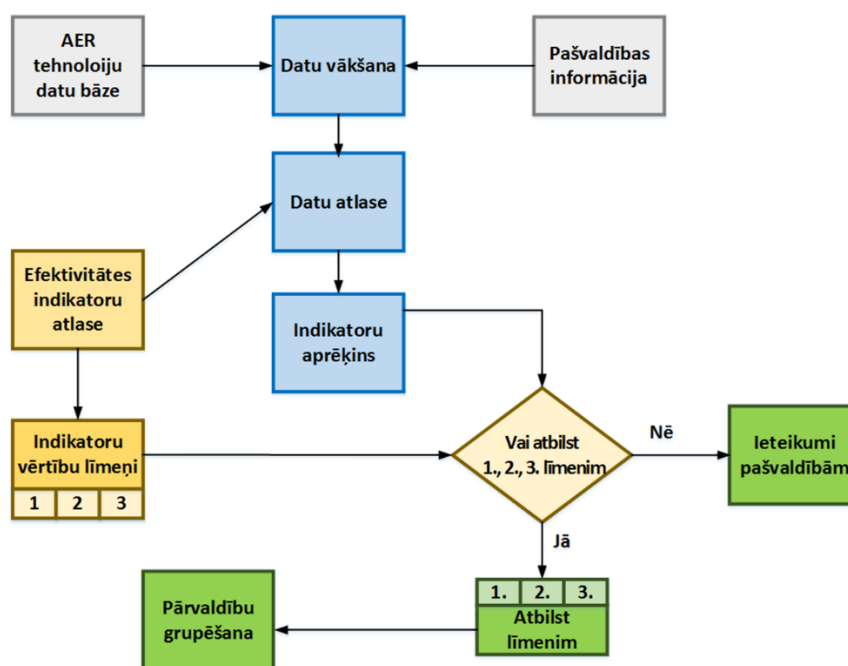 AER
tehnoloiju
datu bāze
Datu vākšana
Pašvaldības
informācija
Datu atlase
Efektivitātes
indikatoru
atlase
Indikatoru
aprēķins
Indikatoru
vērtību līmeņi
1 2 3
Vai atbilst
1., 2., 3. līmenim
Nē
Ieteikumi
pašvaldībām
Jā
1. 2. 3.
Atbilst
līmenim
Pārvaldību
grupēšana